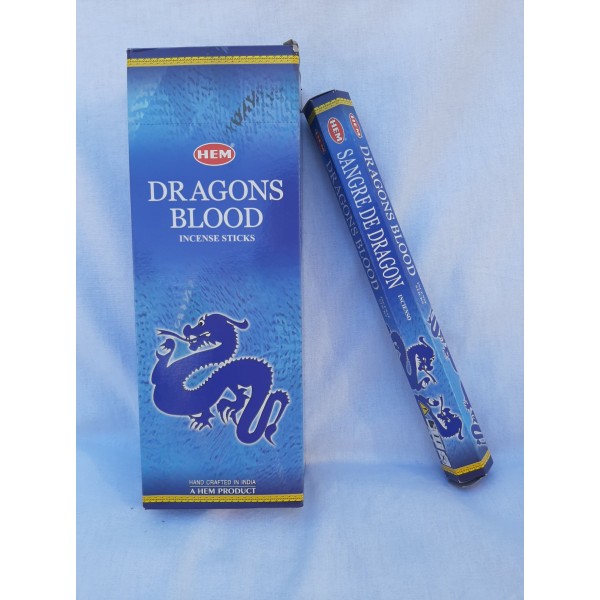 HEM
DRAGONS
BLOOD
INCENSE STICKS
HAND CRAFTED IN INDIA
A HEM PRODUCT
HEM
DRAGONS BLOOD
SANGRE DE DRAGON
INCIENSO
DRAGONS BLOOD